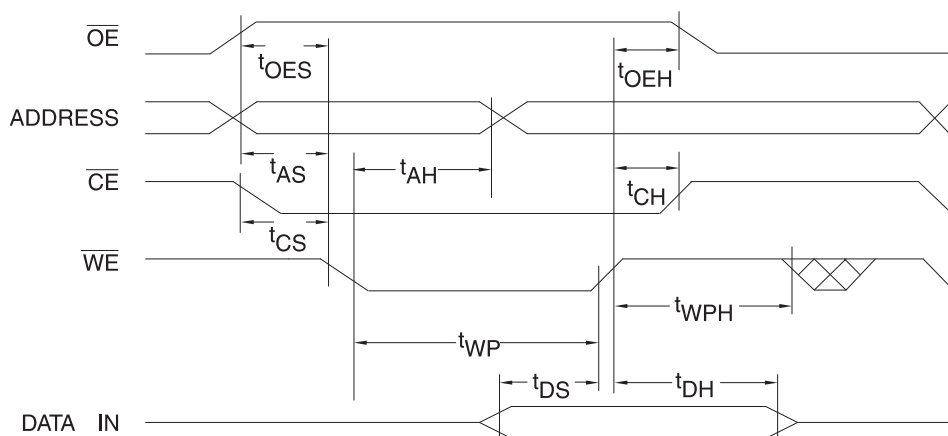 OE
tOES
tOEH
ADDRESS
tAS
tAH
CE
tCH
tCS
WE
tWPH
tWP
tDS
tDH
DATA IN